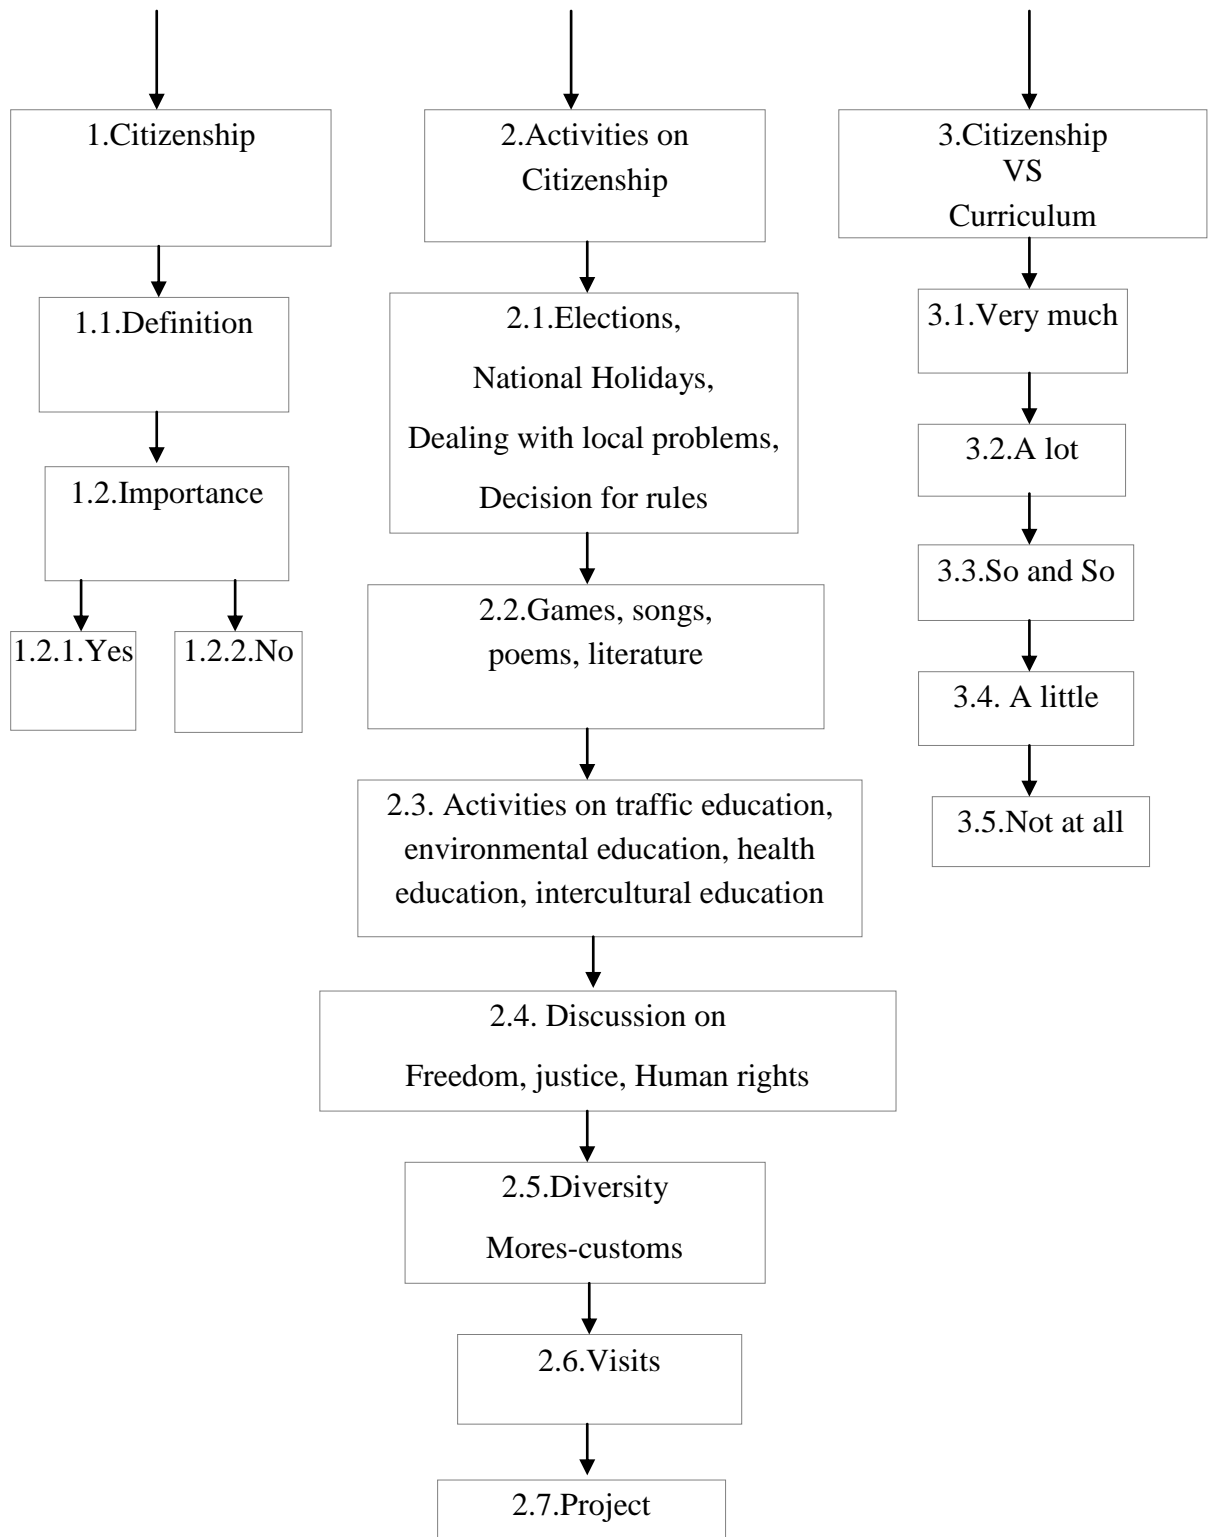 1.Citizenship
1.1.Definition
1.2.Importance
1.2.1.Yes
1.2.2.No
2.Activities on
Citizenship
2.1.Elections,
National Holidays,
Dealing with local problems,
Decision for rules
2.2.Games, songs,
poems, literature
2.3. Activities on traffic education,
environmental education, health
education, intercultural education
2.4. Discussion on
Freedom, justice, Human rights
2.5.Diversity
Mores-customs
2.6.Visits
2.7.Project
3.Citizenship
VS
Curriculum
3.1.Very much
3.2.A lot
3.3.So and So
3.4. A little
3.5.Not at all